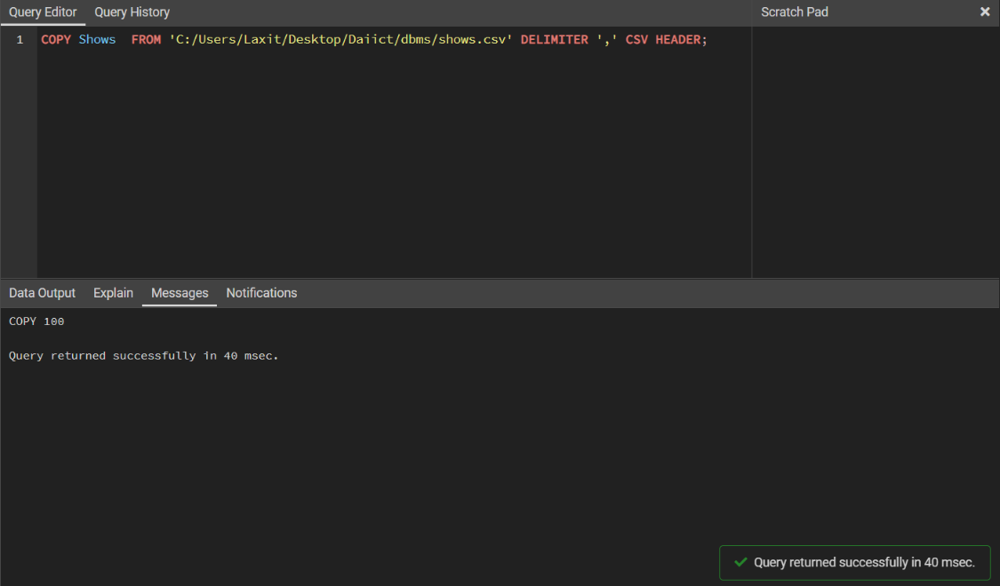 Query Editor Query History Scratch Pad
1 COPY Shows  FROM 'C:/Users/Laxit/Desktop/Daiict/dbms/shows.csv' DELIMITER ',' CSV HEADER;
Data Output Explain Messages Notifications
COPY 100
Query returned successfully in 40 msec.
Query returned successfully in 40 msec.